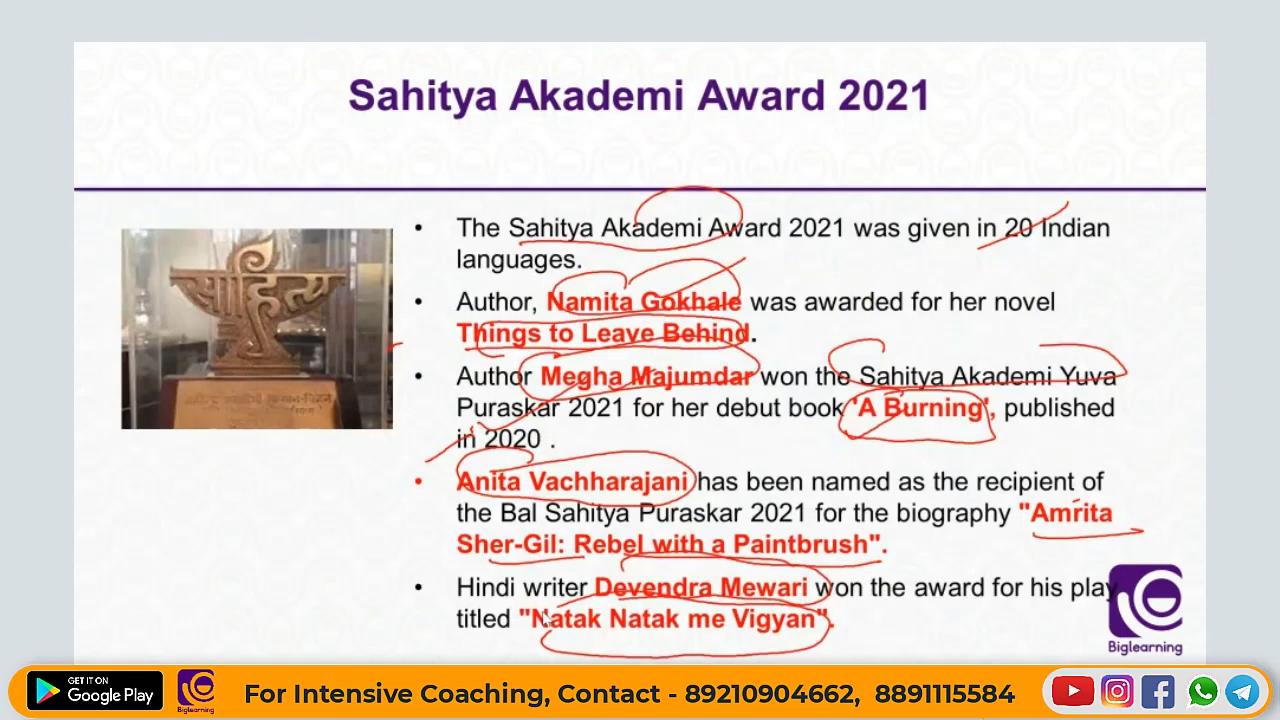 Sahitya Akademi Award 2021
साहित्य
• The Sahitya Akademi Award 2021 was given in 20 Indian
languages.
• Author, Namita Gokhale was awarded for her novel
Things to Leave Behind.
• Author Megha Majumdar won the Sahitya Akademi Yuva
Puraskar 2021 for her debut book 'A Burning', published
in 2020 .
• Anita Vachharajani has been named as the recipient of
the Bal Sahitya Puraskar 2021 for the biography "Amrita
Sher-Gil: Rebel with a Paintbrush".
• Hindi writer Devendra Mewari won the award for his play
titled "Natak Natak me Vigyan".
Biglearning
GET IT ON
Google Play
Biglearning
For Intensive Coaching, Contact - 89210904662, 8891115584